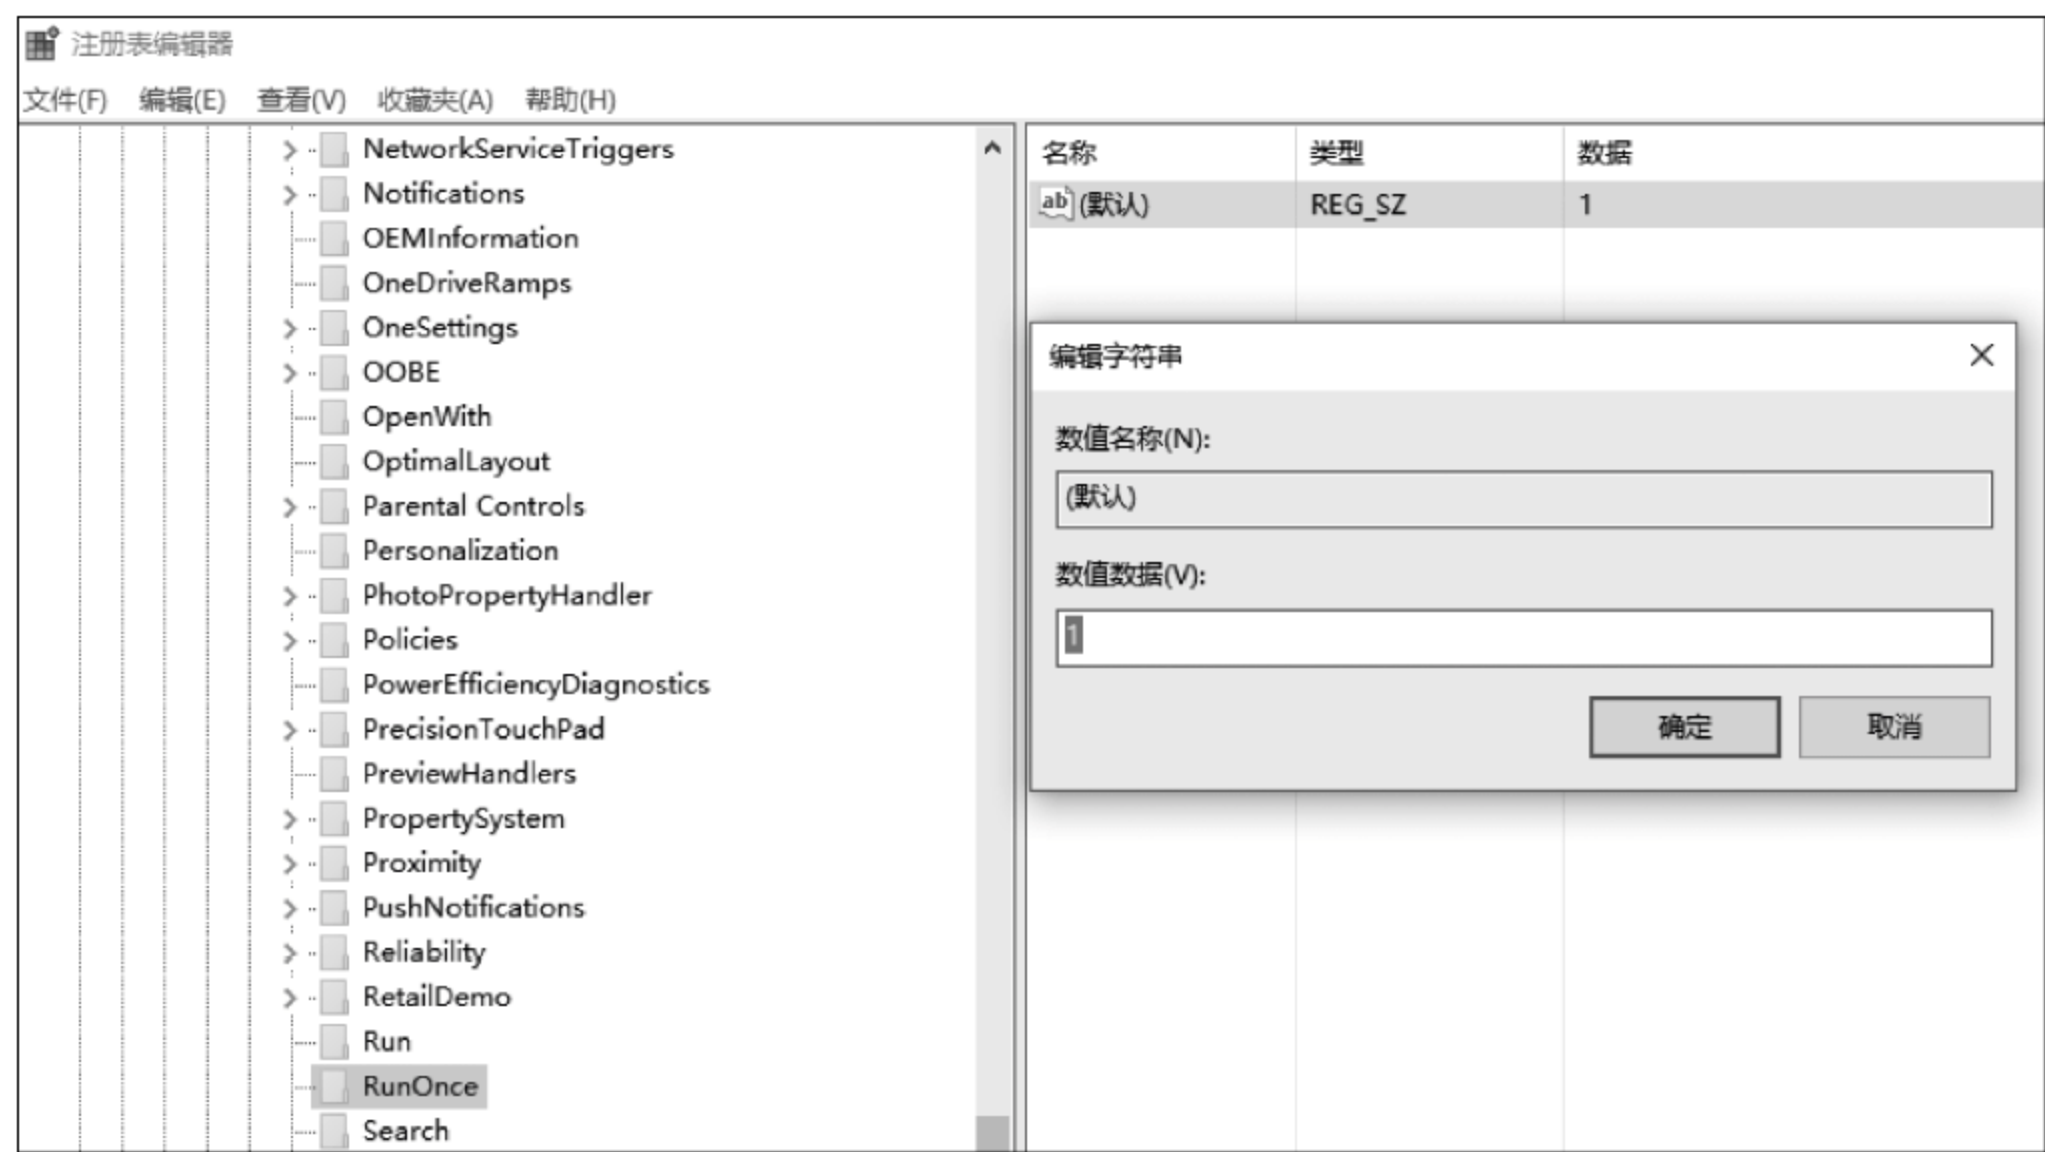 注册表编辑器
文件(F) 编辑(E) 查看(V) 收藏夹(A) 帮助(H)
NetworkServiceTriggers
Notifications
OEMInformation
OneDriveRamps
OneSettings
OOBE
OpenWith
OptimalLayout
Parental Controls
Personalization
PhotoPropertyHandler
Policies
PowerEfficiencyDiagnostics
PrecisionTouchPad
PreviewHandlers
PropertySystem
Proximity
PushNotifications
Reliability
RetailDemo
Run
RunOnce
Search
名称 类型 数据
ab (默认) REG_SZ 1
编辑字符串
数值名称(N):
(默认)
数值数据(V):
1
确定 取消